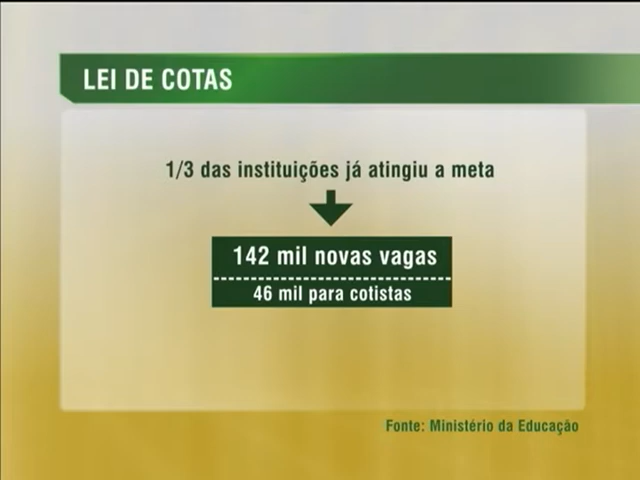 LEI DE COTAS
1/3 das instituições já atingiu a meta
142 mil novas vagas
46 mil para cotistas
Fonte: Ministério da Educação